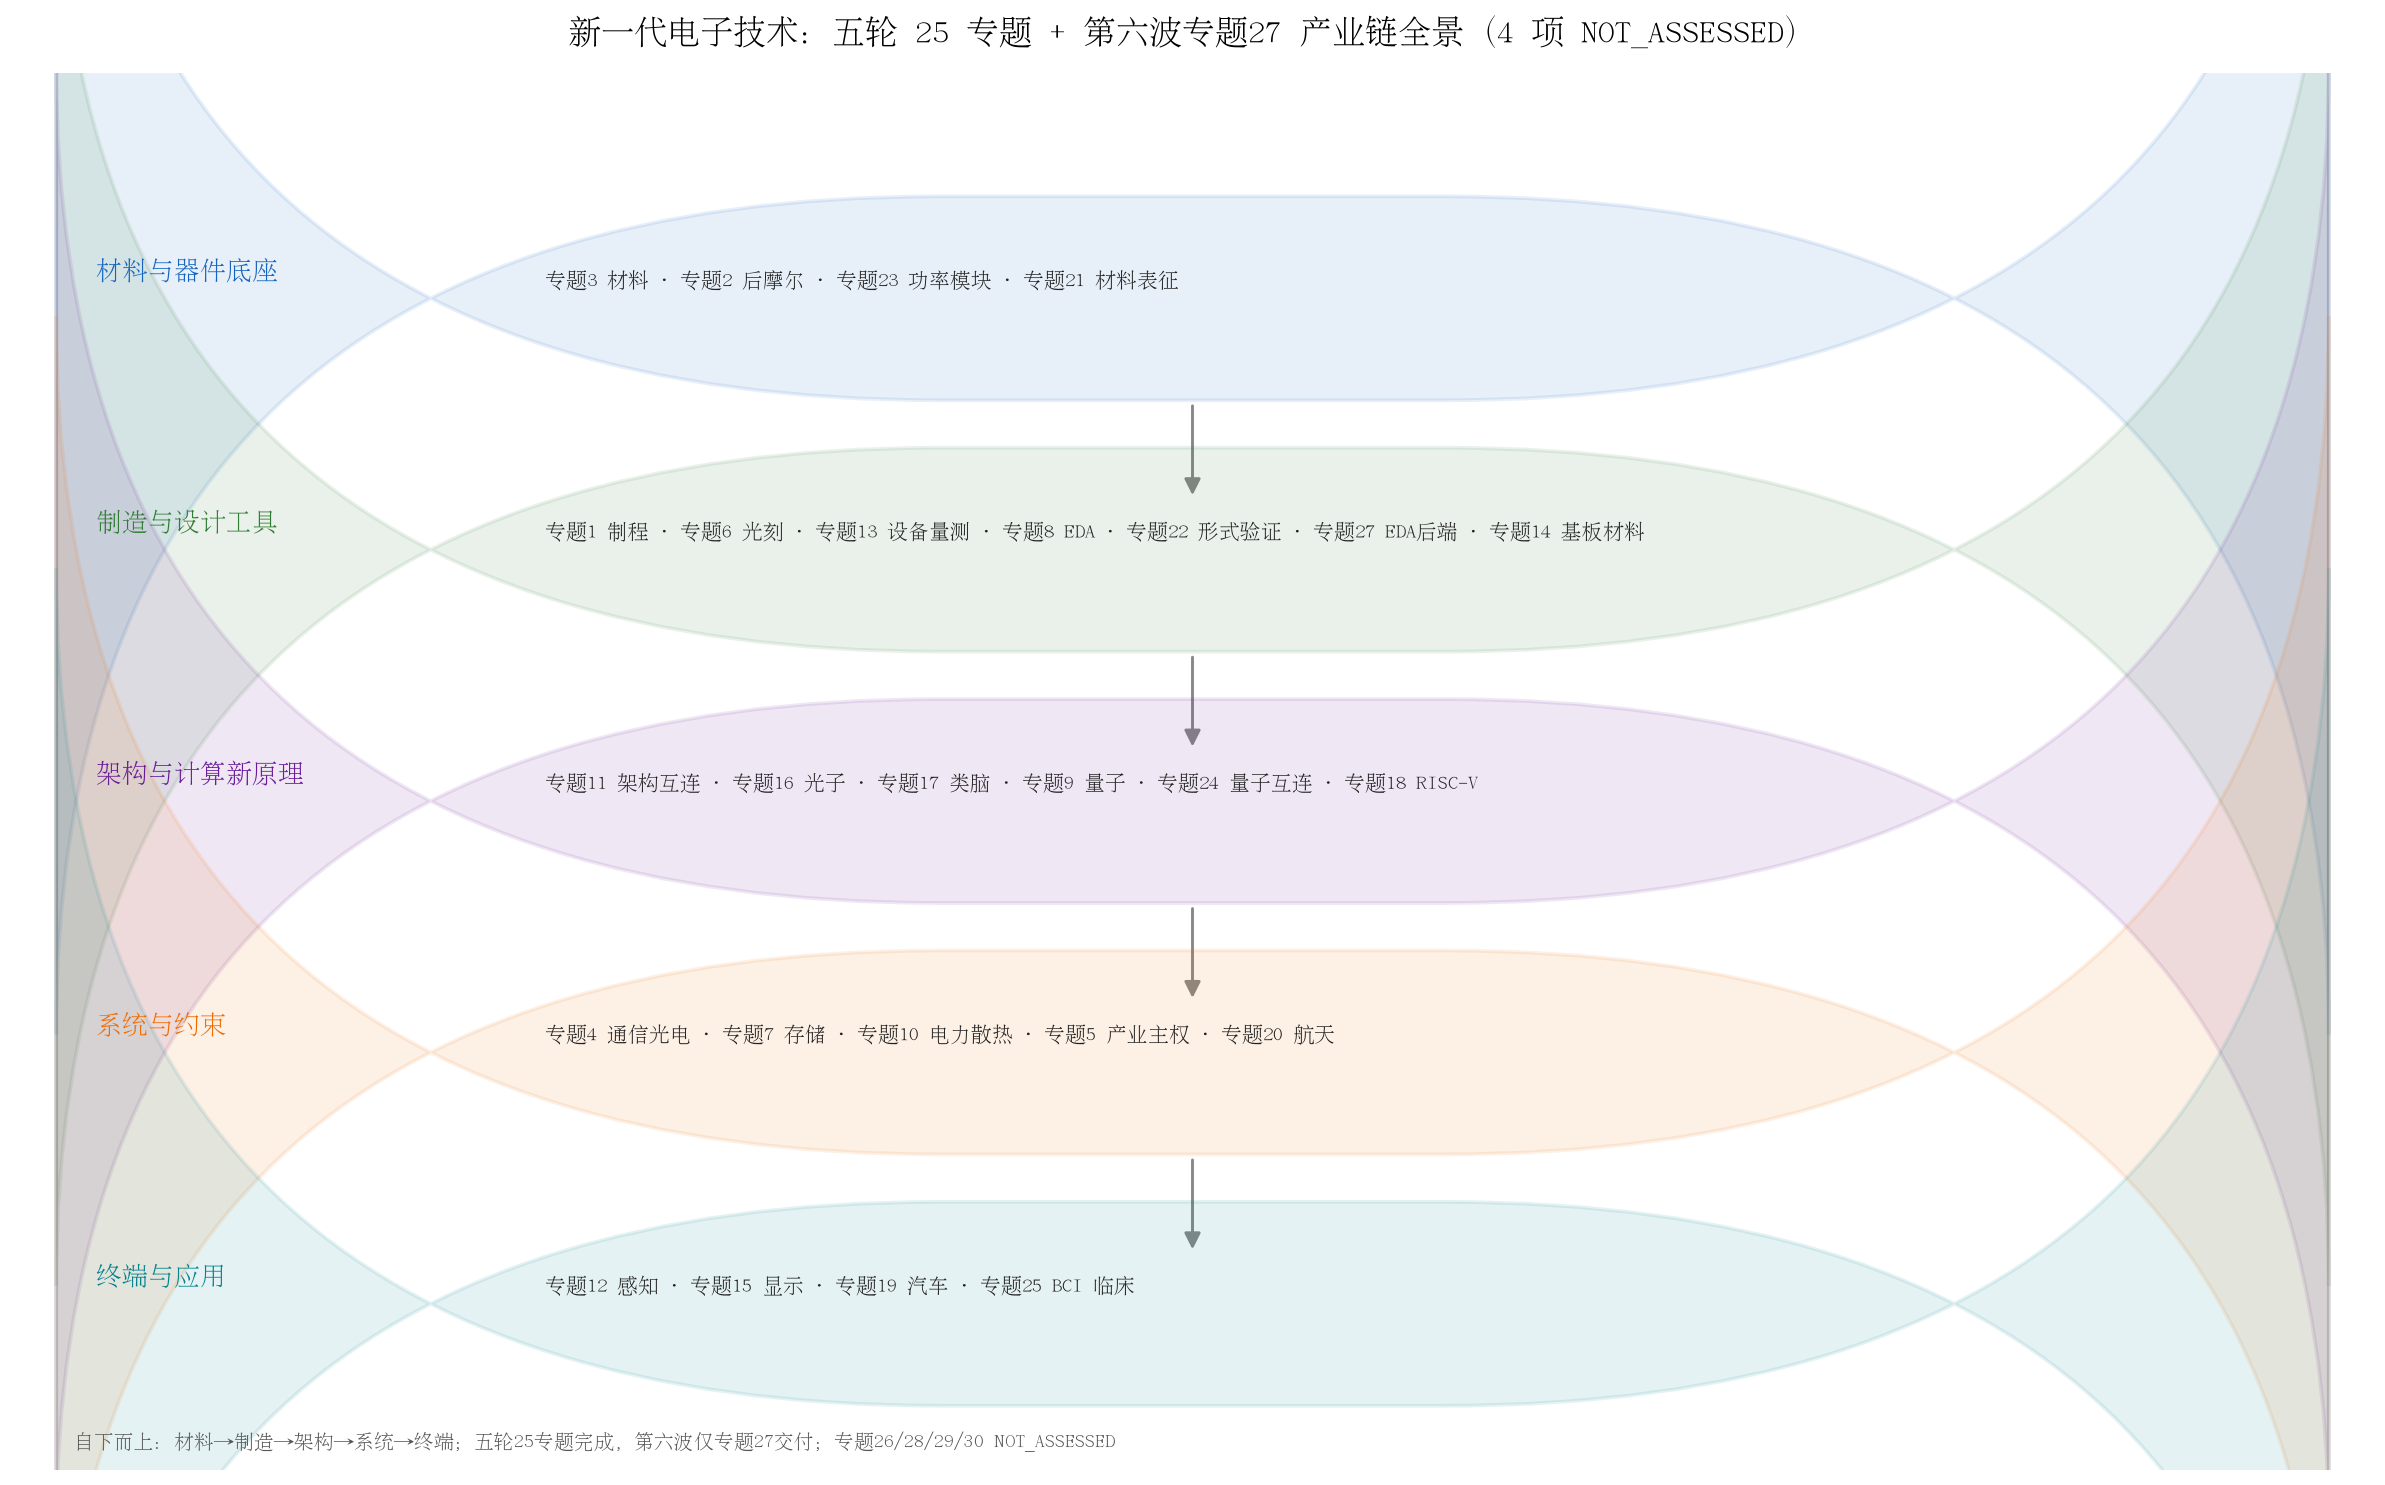 新一代电子技术: 五轮 25 专题 + 第六波专题27 产业链全景 (4 项 NOT_ASSESSED)
材料与器件底座
专题3 材料 · 专题2 后摩尔 · 专题23 功率模块 · 专题21 材料表征
制造与设计工具
专题1 制程 · 专题6 光刻 · 专题13 设备量测 · 专题8 EDA · 专题22 形式验证 · 专题27 EDA后端 · 专题14 基板材料
架构与计算新原理
专题11 架构互连 · 专题16 光子 · 专题17 类脑 · 专题9 量子 · 专题24 量子互连 · 专题18 RISC-V
系统与约束
专题4 通信光电 · 专题7 存储 · 专题10 电力散热 · 专题5 产业主权 · 专题20 航天
终端与应用
专题12 感知 · 专题15 显示 · 专题19 汽车 · 专题25 BCI 临床
自下而上: 材料→制造→架构→系统→终端; 五轮25专题完成, 第六波仅专题27交付; 专题26/28/29/30 NOT_ASSESSED